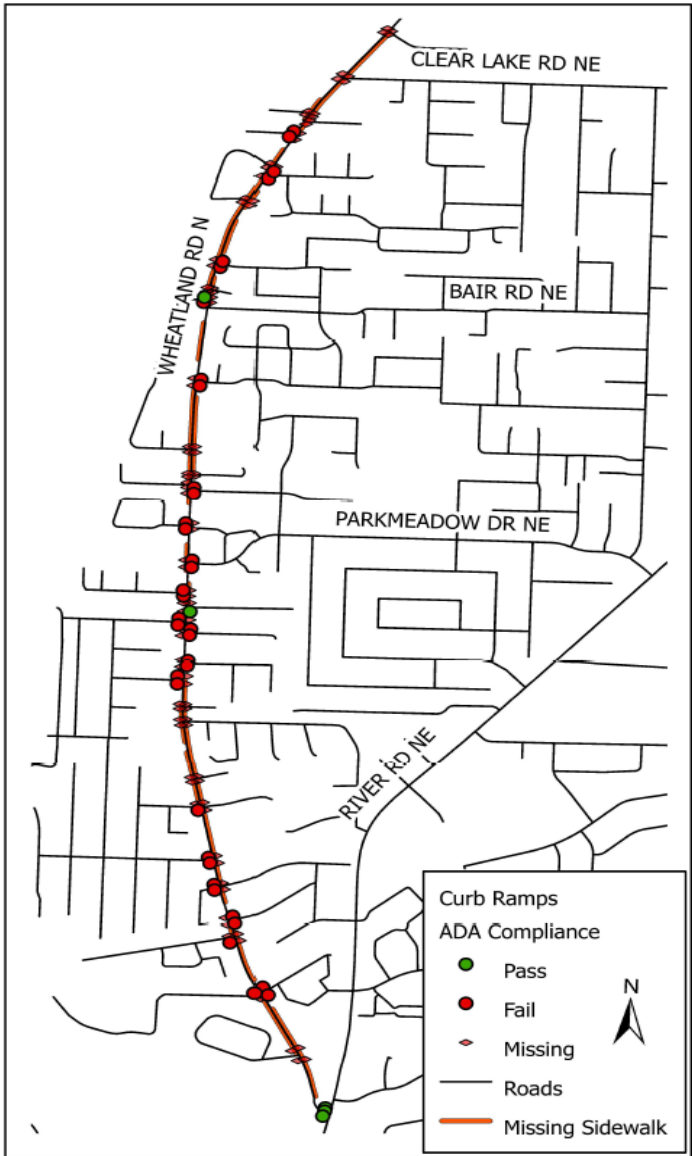 CLEAR LAKE RD NE
WHEATLAND RD N
BAIR RD NE
PARKMEADOW DR NE
RIVER RD NE
Curb Ramps
ADA Compliance
Pass
Fail
Missing
Roads
Missing Sidewalk
N